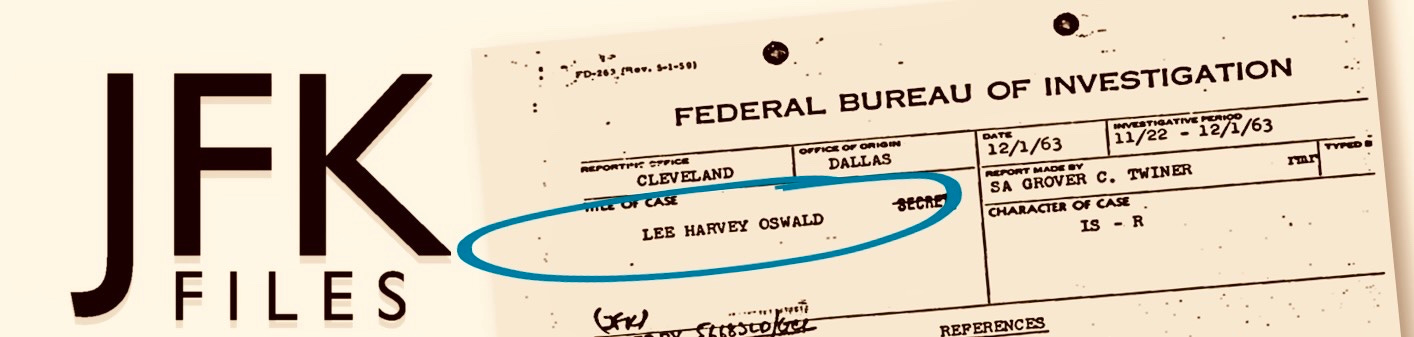 JFK
FILES
FD-263 (Rev. 5-1-59)
FEDERAL BUREAU OF INVESTIGATION
REPORTING OFFICE
CLEVELAND
OFFICE OF ORIGIN
DALLAS
DATE
12/1/63
INVESTIGATIVE PERIOD
11/22 - 12/1/63
TITLE OF CASE
LEE HARVEY OSWALD
SECRE
REPORT MADE BY
SA GROVER C. TWINER
TYPED B
CHARACTER OF CASE
IS - R
(JFK)
REFERENCES